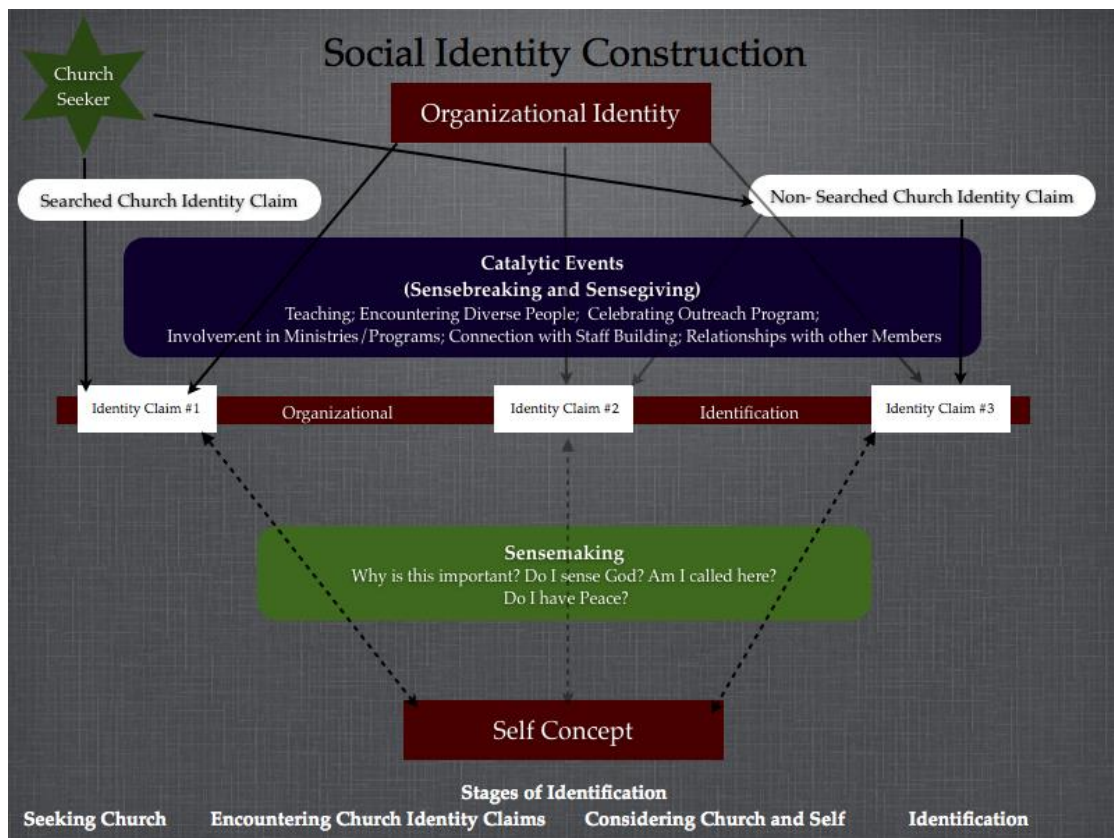 Social Identity Construction
Church
Seeker
Organizational Identity
Searched Church Identity Claim
Non- Searched Church Identity Claim
Catalytic Events
(Sensebreaking and Sensegiving)
Teaching; Encountering Diverse People; Celebrating Outreach Program;
Involvement in Ministries/Programs; Connection with Staff Building; Relationships with other Members
Identity Claim #1
Organizational
Identity Claim #2
Identification
Identity Claim #3
Sensemaking
Why is this important? Do I sense God? Am I called here?
Do I have Peace?
Self Concept
Stages of Identification
Seeking Church
Encountering Church Identity Claims
Considering Church and Self
Identification